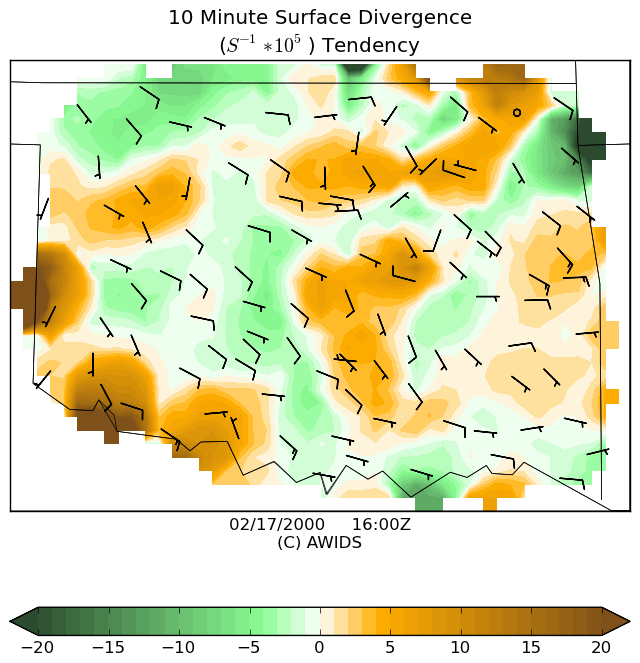 10 Minute Surface Divergence
(S⁻¹ *10⁵ ) Tendency
02/17/2000 16:00Z
(C) AWIDS
−20 −15 −10 −5 0 5 10 15 20